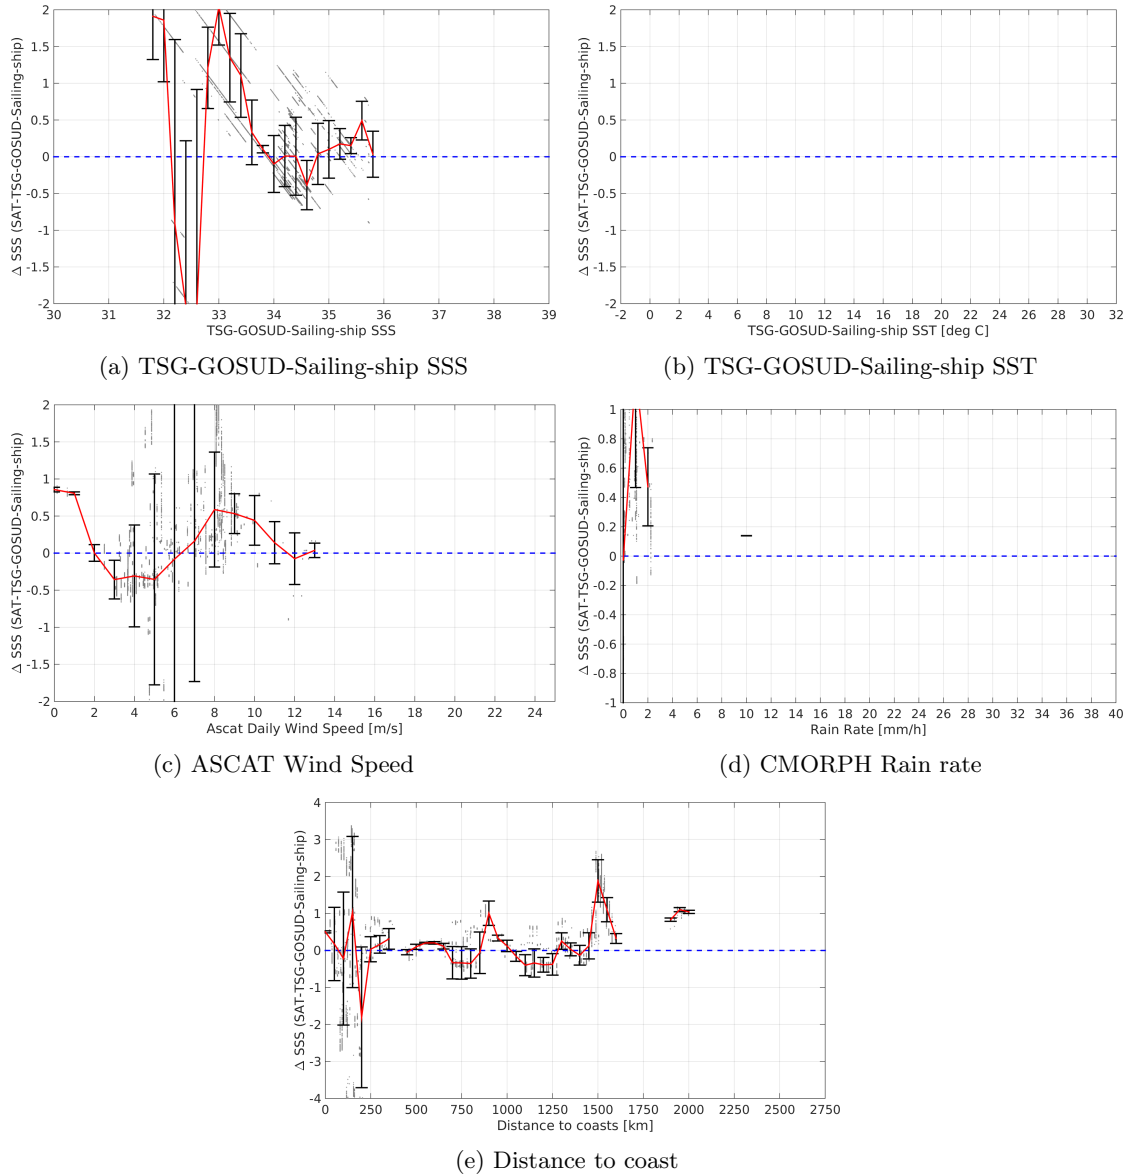 2
1.5
1
0.5
0
-0.5
-1
-1.5
-2
Δ SSS (SAT-TSG-GOSUD-Sailing-ship)
30 31 32 33 34 35 36 37 38 39
TSG-GOSUD-Sailing-ship SSS
(a) TSG-GOSUD-Sailing-ship SSS
2
1.5
1
0.5
0
-0.5
-1
-1.5
-2
Δ SSS (SAT-TSG-GOSUD-Sailing-ship)
-2 0 2 4 6 8 10 12 14 16 18 20 22 24 26 28 30 32
TSG-GOSUD-Sailing-ship SST [deg C]
(b) TSG-GOSUD-Sailing-ship SST
2
1.5
1
0.5
0
-0.5
-1
-1.5
-2
Δ SSS (SAT-TSG-GOSUD-Sailing-ship)
0 2 4 6 8 10 12 14 16 18 20 22 24
Ascat Daily Wind Speed [m/s]
(c) ASCAT Wind Speed
1
0.8
0.6
0.4
0.2
0
-0.2
-0.4
-0.6
-0.8
-1
Δ SSS (SAT-TSG-GOSUD-Sailing-ship)
0 2 4 6 8 10 12 14 16 18 20 22 24 26 28 30 32 34 36 38 40
Rain Rate [mm/h]
(d) CMORPH Rain rate
4
3
2
1
0
-1
-2
-3
-4
Δ SSS (SAT-TSG-GOSUD-Sailing-ship)
0 250 500 750 1000 1250 1500 1750 2000 2250 2500 2750
Distance to coasts [km]
(e) Distance to coast